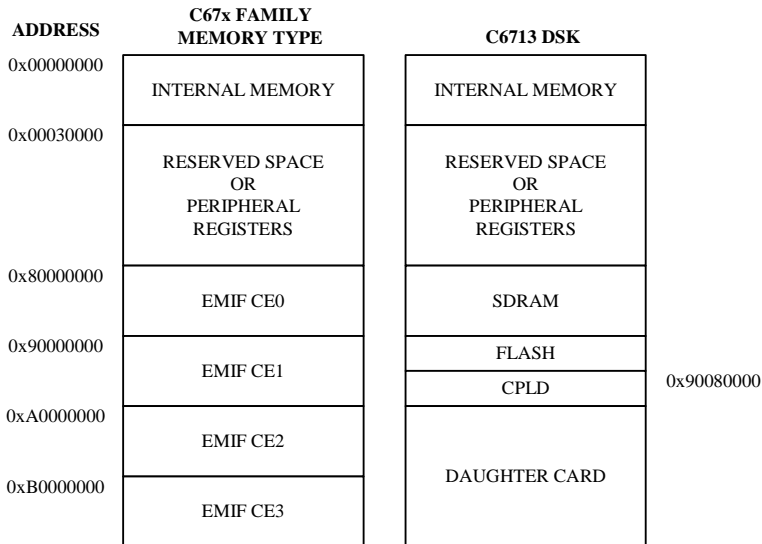 ADDRESS
C67x FAMILY
MEMORY TYPE
C6713 DSK
0x00000000
INTERNAL MEMORY
INTERNAL MEMORY
0x00030000
RESERVED SPACE
OR
PERIPHERAL
REGISTERS
RESERVED SPACE
OR
PERIPHERAL
REGISTERS
0x80000000
EMIF CE0
SDRAM
0x90000000
EMIF CE1
FLASH
CPLD
0x90080000
0xA0000000
EMIF CE2
DAUGHTER CARD
0xB0000000
EMIF CE3